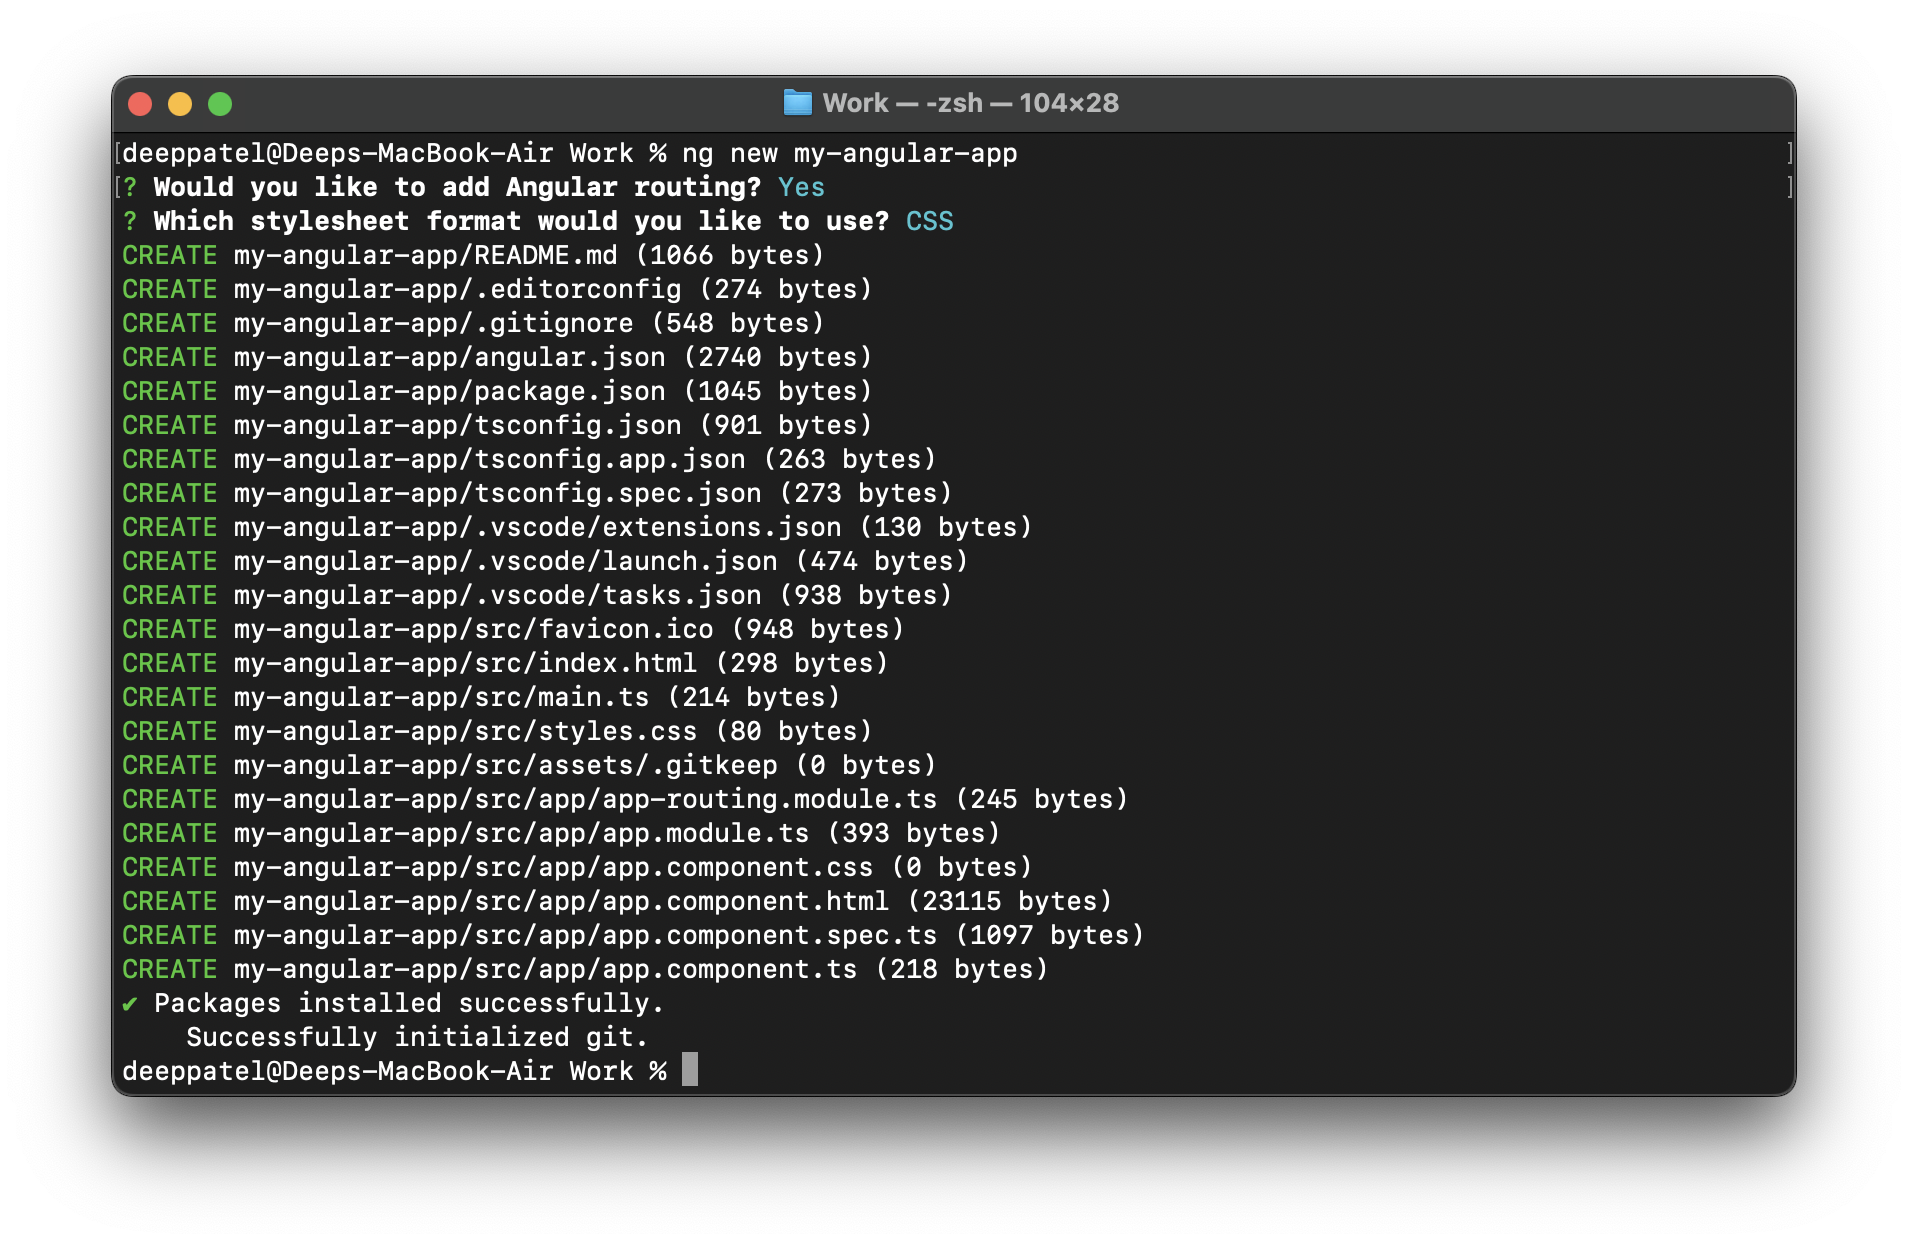 Work — -zsh — 104×28
[deeppatel@Deeps-MacBook-Air Work % ng new my-angular-app ]
[? Would you like to add Angular routing? Yes ]
? Which stylesheet format would you like to use? CSS
CREATE my-angular-app/README.md (1066 bytes)
CREATE my-angular-app/.editorconfig (274 bytes)
CREATE my-angular-app/.gitignore (548 bytes)
CREATE my-angular-app/angular.json (2740 bytes)
CREATE my-angular-app/package.json (1045 bytes)
CREATE my-angular-app/tsconfig.json (901 bytes)
CREATE my-angular-app/tsconfig.app.json (263 bytes)
CREATE my-angular-app/tsconfig.spec.json (273 bytes)
CREATE my-angular-app/.vscode/extensions.json (130 bytes)
CREATE my-angular-app/.vscode/launch.json (474 bytes)
CREATE my-angular-app/.vscode/tasks.json (938 bytes)
CREATE my-angular-app/src/favicon.ico (948 bytes)
CREATE my-angular-app/src/index.html (298 bytes)
CREATE my-angular-app/src/main.ts (214 bytes)
CREATE my-angular-app/src/styles.css (80 bytes)
CREATE my-angular-app/src/assets/.gitkeep (0 bytes)
CREATE my-angular-app/src/app/app-routing.module.ts (245 bytes)
CREATE my-angular-app/src/app/app.module.ts (393 bytes)
CREATE my-angular-app/src/app/app.component.css (0 bytes)
CREATE my-angular-app/src/app/app.component.html (23115 bytes)
CREATE my-angular-app/src/app/app.component.spec.ts (1097 bytes)
CREATE my-angular-app/src/app/app.component.ts (218 bytes)
✔ Packages installed successfully.
Successfully initialized git.
deeppatel@Deeps-MacBook-Air Work %